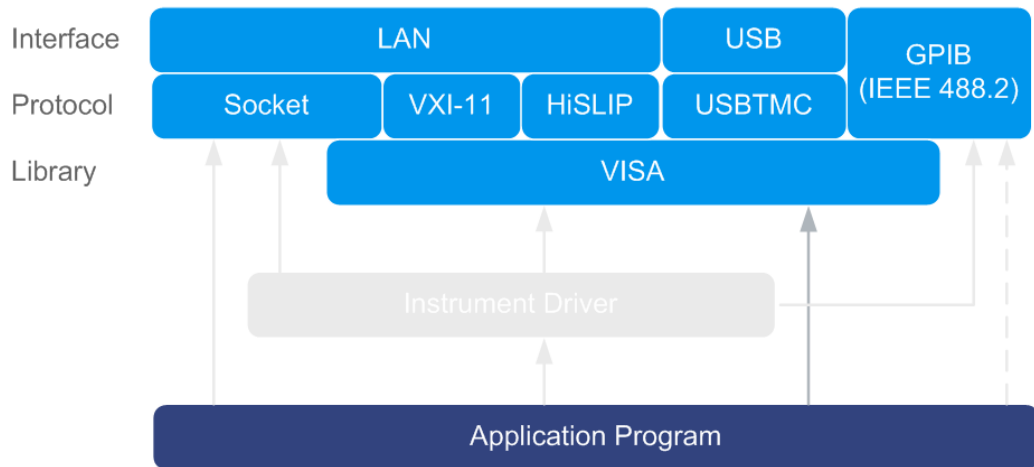 Interface
LAN
USB
GPIB
(IEEE 488.2)
Protocol
Socket
VXI-11
HiSLIP
USBTMC
Library
VISA
Instrument Driver
Application Program